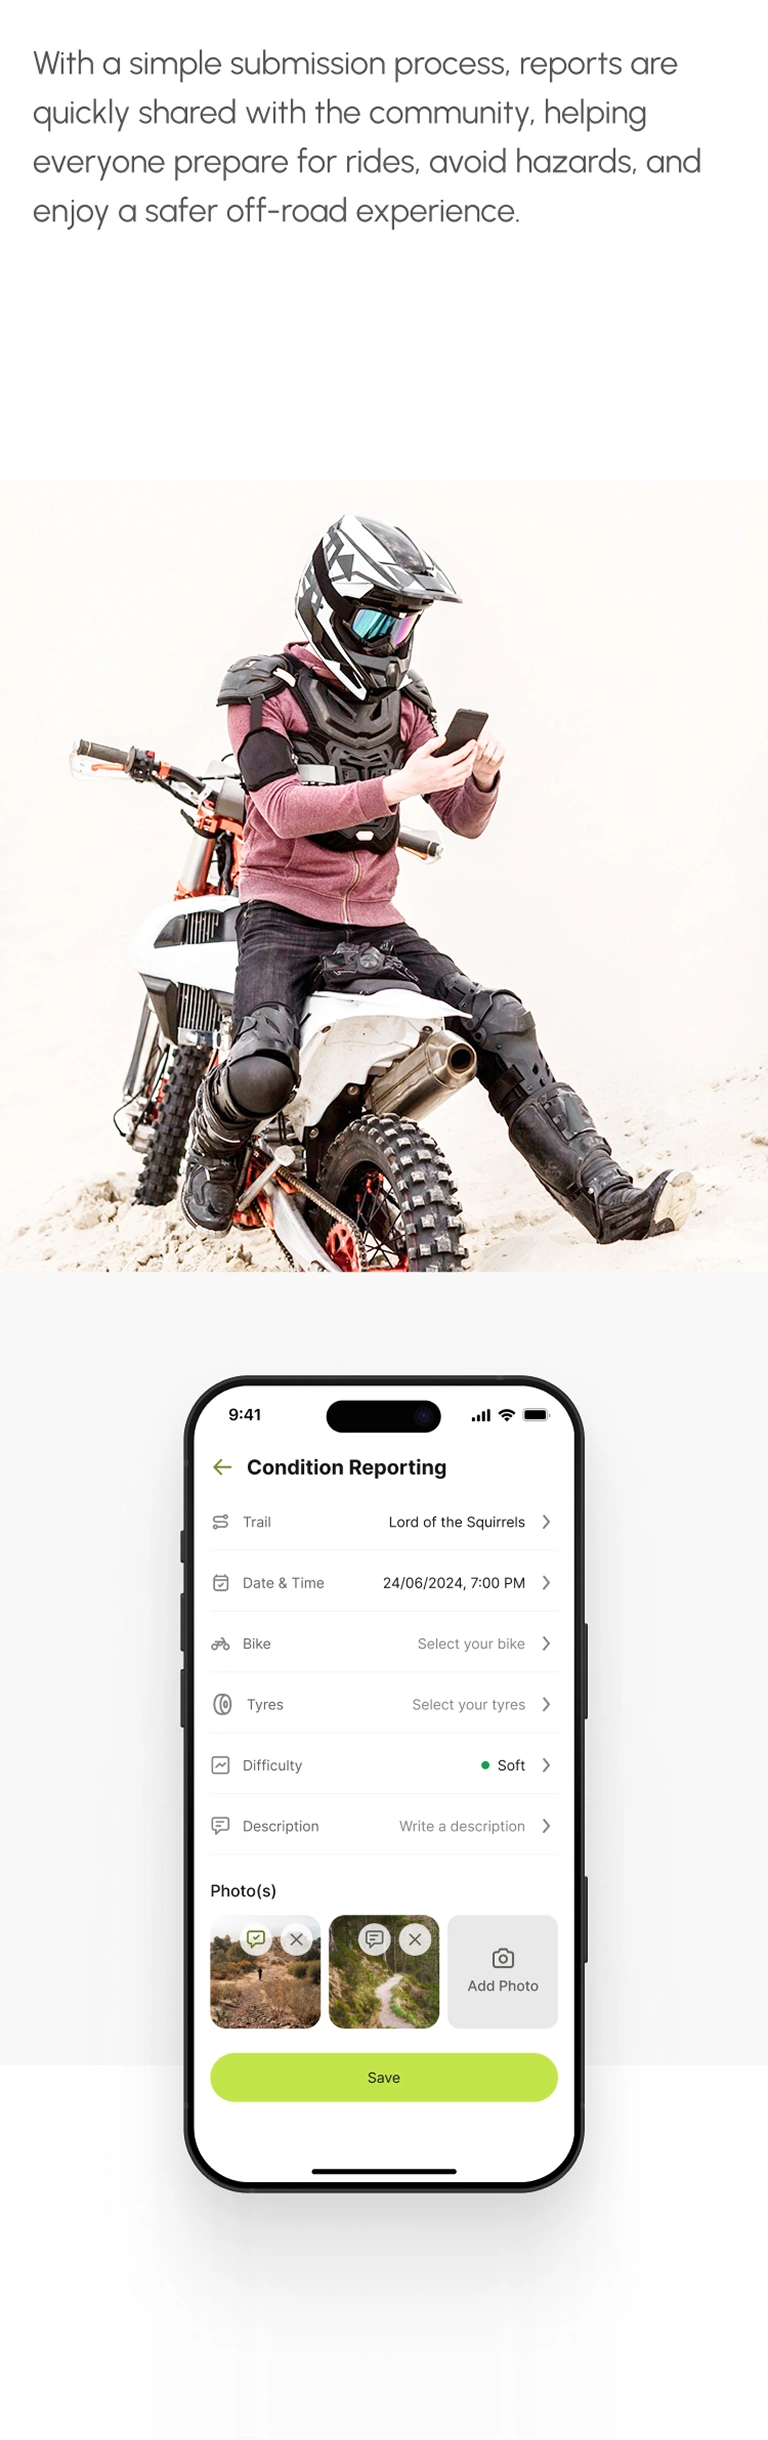 With a simple submission process, reports are
quickly shared with the community, helping
everyone prepare for rides, avoid hazards, and
enjoy a safer off-road experience.
9:41
Condition Reporting
Trail Lord of the Squirrels
Date & Time 24/06/2024, 7:00 PM
Bike Select your bike
Tyres Select your tyres
Difficulty Soft
Description Write a description
Photo(s)
Add Photo
Save